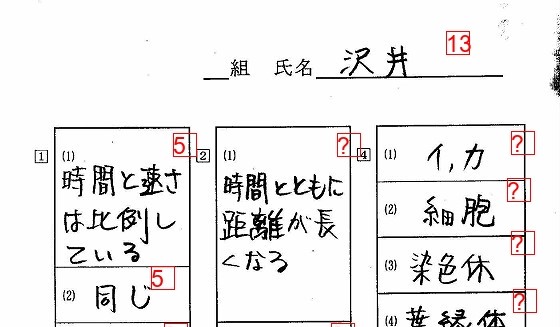 13
組 氏名 沢井
1
(1)
5
時間と速さ
は比例し
ている
(2) 同じ
5
2
(1)
?
時間とともに
距離が長
くなる
4
(1) イ,カ
?
(2) 細胞
?
(3) 染色休
?
(4) 葉緑体
?